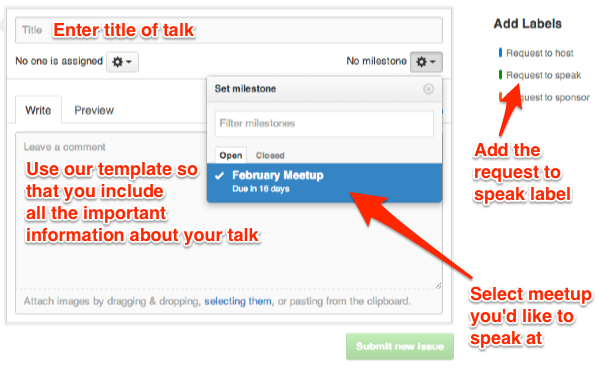 Title
Enter title of talk
No one is assigned
No milestone
Set milestone
Filter milestones
Open Closed
February Meetup
Due in 16 days
Write Preview
Leave a comment
Use our template so
that you include
all the important
information about your talk
Attach images by dragging & dropping, selecting them, or pasting from the clipboard.
Submit new issue
Add Labels
Request to host
Request to speak
Request to sponsor
Add the
request to
speak label
Select meetup
you'd like to
speak at